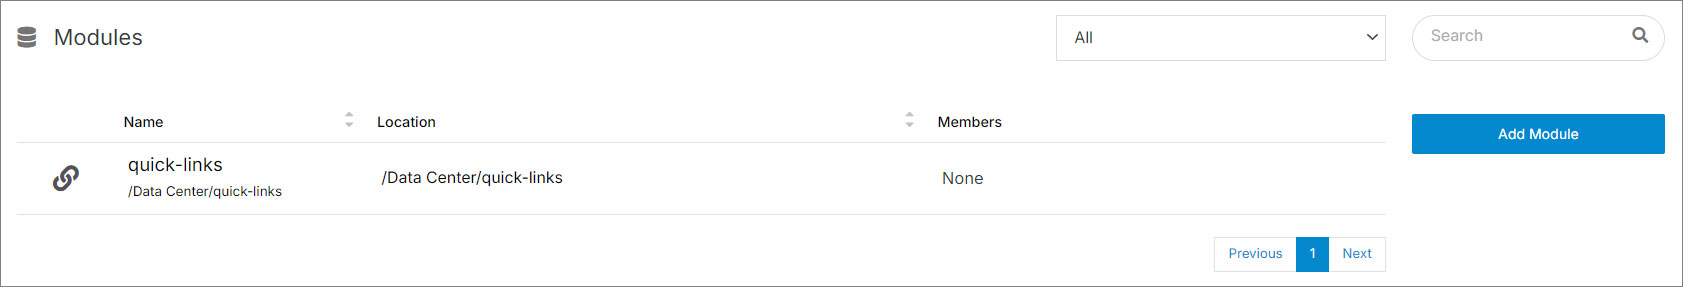 Modules
All
Search
Name
Location
Members
Add Module
quick-links
/Data Center/quick-links
/Data Center/quick-links
None
Previous
1
Next